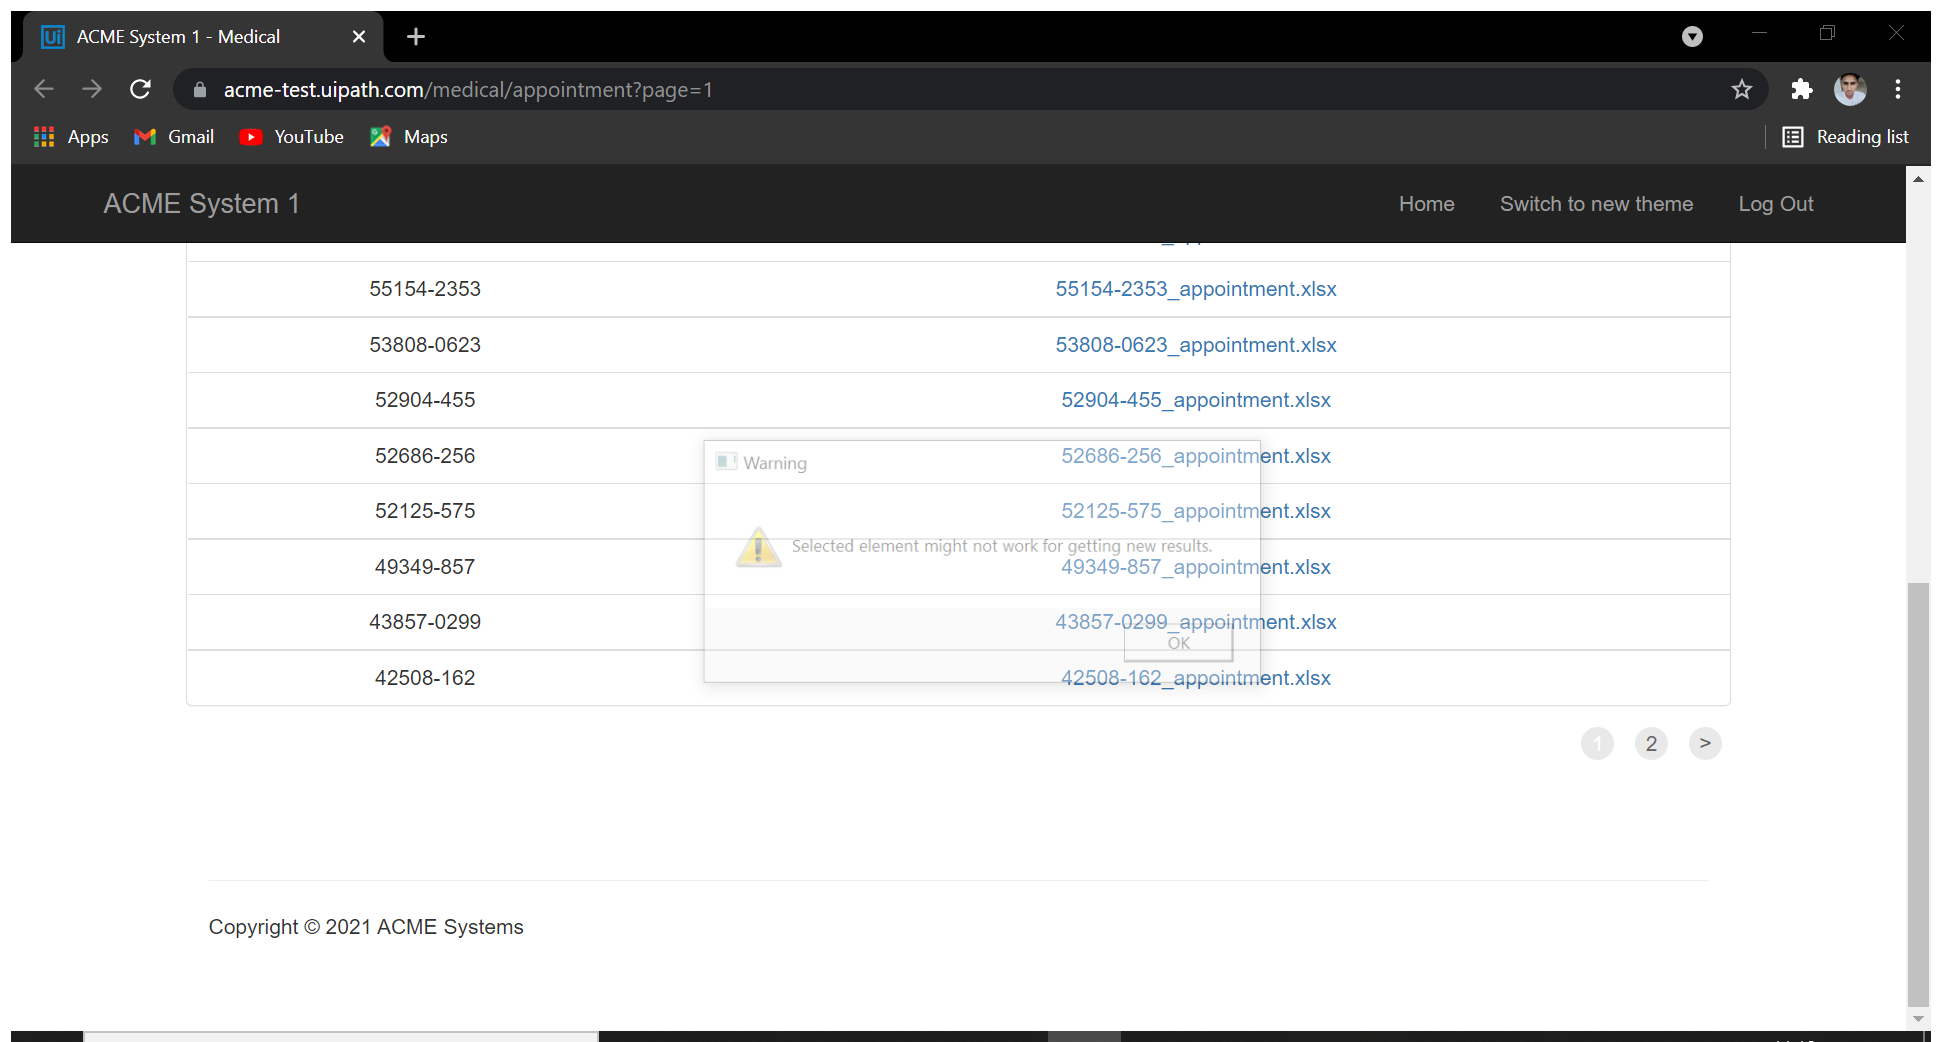 ACME System 1 - Medical
acme-test.uipath.com/medical/appointment?page=1
Apps Gmail YouTube Maps Reading list
ACME System 1 Home Switch to new theme Log Out
55154-2353 55154-2353_appointment.xlsx
53808-0623 53808-0623_appointment.xlsx
52904-455 52904-455_appointment.xlsx
52686-256 52686-256_appointment.xlsx
Warning
52125-575 52125-575_appointment.xlsx
Selected element might not work for getting new results.
49349-857 49349-857_appointment.xlsx
43857-0299 43857-0299_appointment.xlsx
OK
42508-162 42508-162_appointment.xlsx
1 2 >
Copyright © 2021 ACME Systems